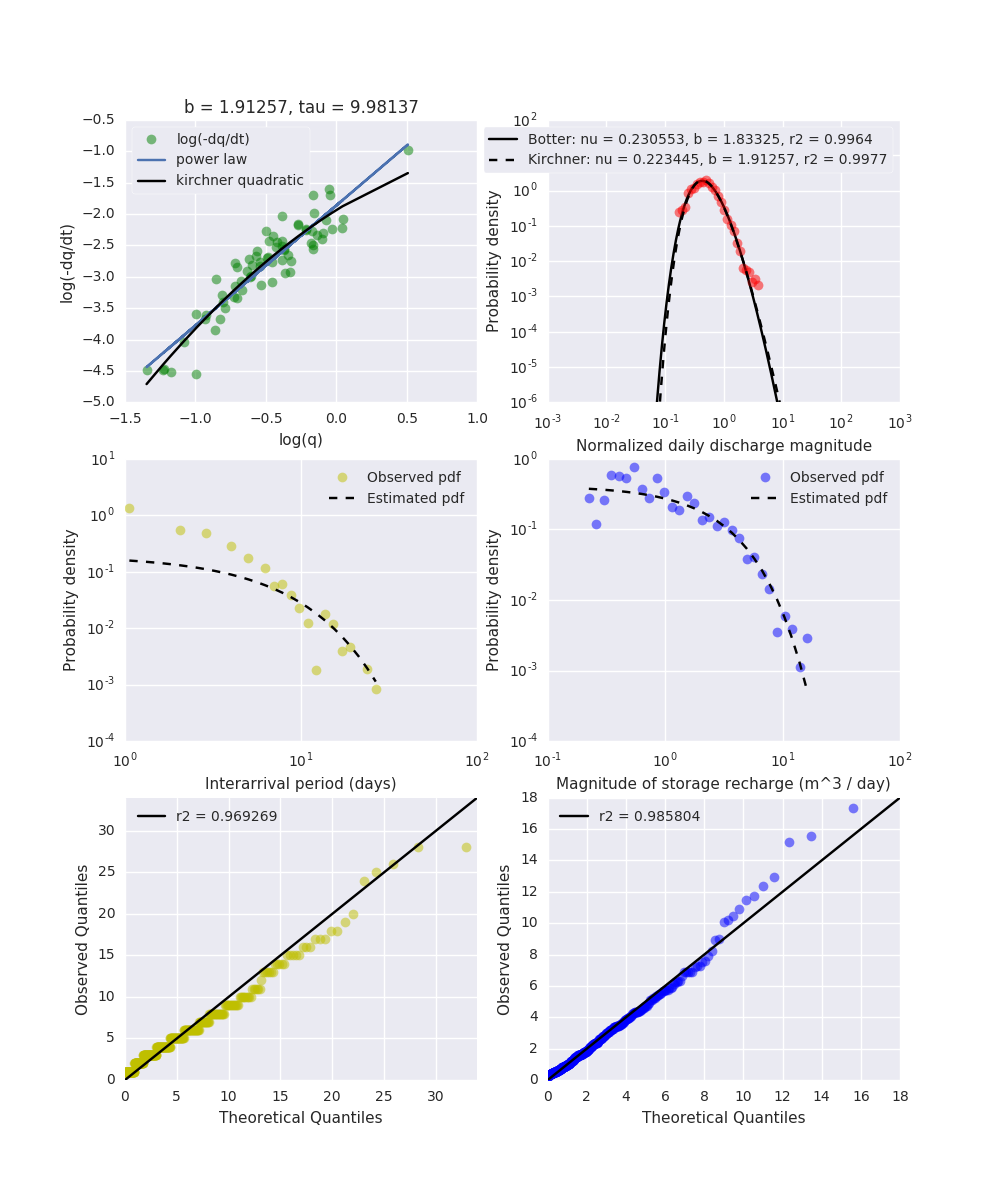 b = 1.91257, tau = 9.98137
−0.5
−1.0
−1.5
−2.0
−2.5
−3.0
−3.5
−4.0
−4.5
−5.0
log(-dq/dt)
log(-dq/dt)
power law
kirchner quadratic
−1.5 −1.0 −0.5 0.0 0.5 1.0
log(q)
10^2
Botter: nu = 0.230553, b = 1.83325, r2 = 0.9964
Kirchner: nu = 0.223445, b = 1.91257, r2 = 0.9977
10^0
10^-1
10^-2
10^-3
10^-4
10^-5
10^-6
Probability density
10^-3 10^-2 10^-1 10^0 10^1 10^2 10^3
Normalized daily discharge magnitude
10^1
10^0
10^-1
10^-2
10^-3
10^-4
Probability density
Observed pdf
Estimated pdf
10^0 10^1 10^2
Interarrival period (days)
10^0
10^-1
10^-2
10^-3
10^-4
Probability density
Observed pdf
Estimated pdf
10^-1 10^0 10^1 10^2
Magnitude of storage recharge (m^3 / day)
30
25
20
15
10
5
0
Observed Quantiles
r2 = 0.969269
0 5 10 15 20 25 30
Theoretical Quantiles
18
16
14
12
10
8
6
4
2
0
Observed Quantiles
r2 = 0.985804
0 2 4 6 8 10 12 14 16 18
Theoretical Quantiles